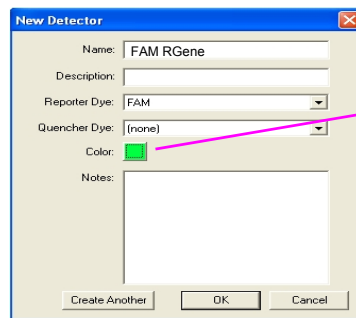 New Detector
Name: FAM RGene
Description:
Reporter Dye: FAM
Quencher Dye: (none)
Color:
Notes:
Create Another OK Cancel